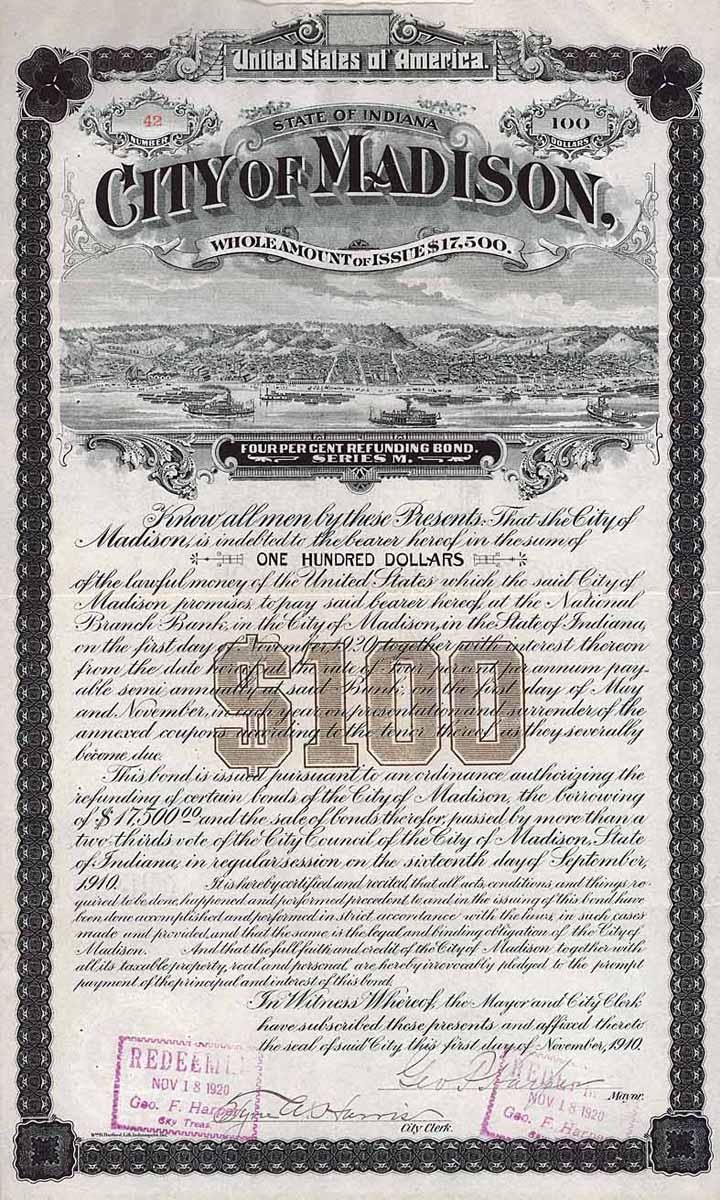 United States of America.
42
NUMBER
STATE OF INDIANA
100
DOLLARS
CITY OF MADISON,
WHOLE AMOUNT OF ISSUE $17,500.
FOUR PER CENT REFUNDING BOND.
SERIES M.
Know all men by these Presents: That the City of
Madison, is indebted to the bearer hereof in the sum of
ONE HUNDRED DOLLARS
of the lawful money of the United States which the said City of
Madison promises, to pay said bearer hereof, at the National
Branch Bank, in the City of Madison, in the State of Indiana,
on the first day of November, 1920, together with interest thereon
from the date hereof at the rate of four per cent per annum pay-
able semi annually at said Bank, on the first day of May
and November, in each year on presentation and surrender of the
annexed coupons according to the tenor thereof as they severally
become due.
$100
This bond is issued pursuant to an ordinance authorizing the
refunding of certain bonds of the City of Madison, the borrowing
of $17,500.00 and the sale of bonds therefor, passed by more than a
two-thirds vote of the City Council of the City of Madison, State
of Indiana, in regular session on the sixteenth day of September,
1910. It is hereby certified and recited that all acts, conditions and things re-
quired to be done, happened and performed precedent to and in the issuing of this bond have
been done accomplished and performed in strict accordance with the laws, in such cases
made and provided, and that the same is the legal and binding obligation of the City of
Madison. And that the full faith and credit of the City of Madison together with
all its taxable property, real and personal, are hereby irrevocably pledged to the prompt
payment of the principal and interest of this bond.
In Witness Whereof, the Mayor and City Clerk
have subscribed these presents and affixed thereto
the seal of said City, this first day of November, 1910.
REDEEM
NOV 18 1920
Geo. F. Harper
Treas.
Mayor.
Harris
City Clerk.
NOV 18 1920
Geo. F. Harper